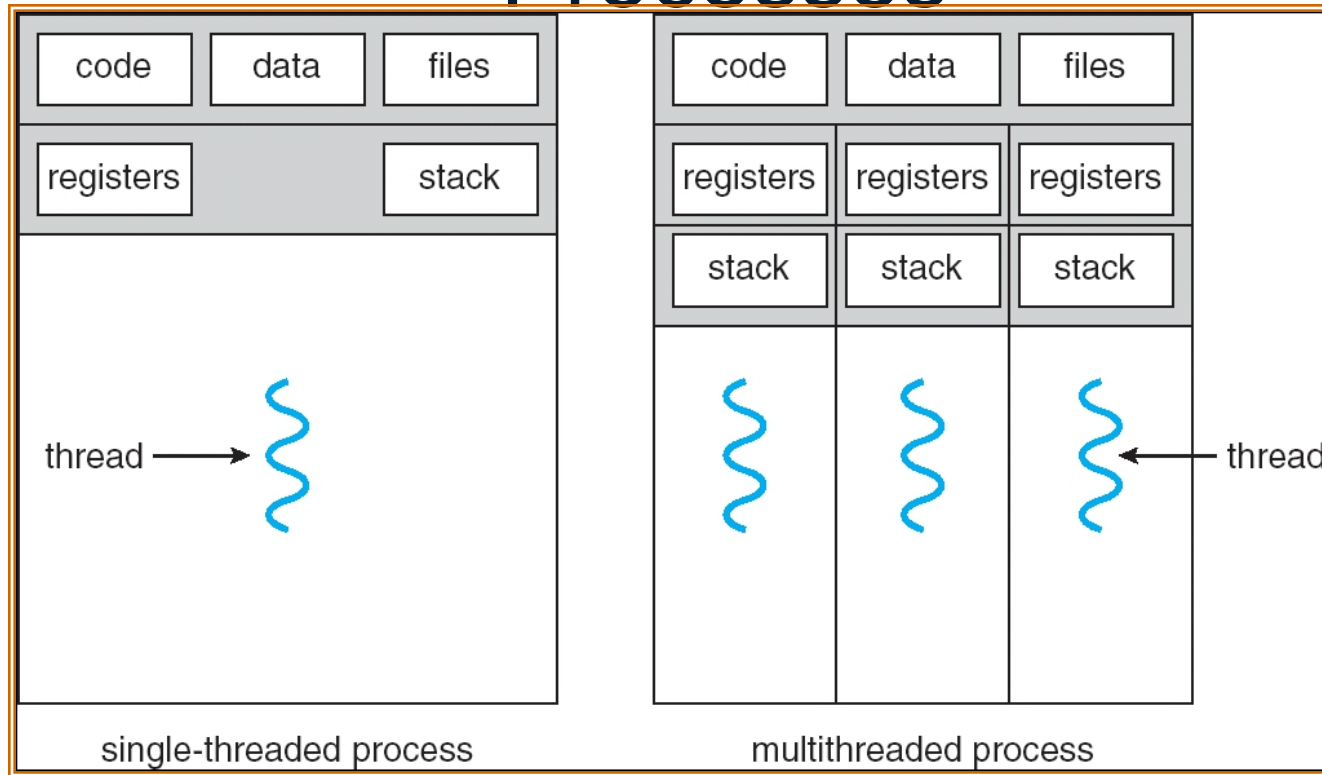 code data files
registers stack
thread
single-threaded process
code data files
registers registers registers
stack stack stack
thread
multithreaded process